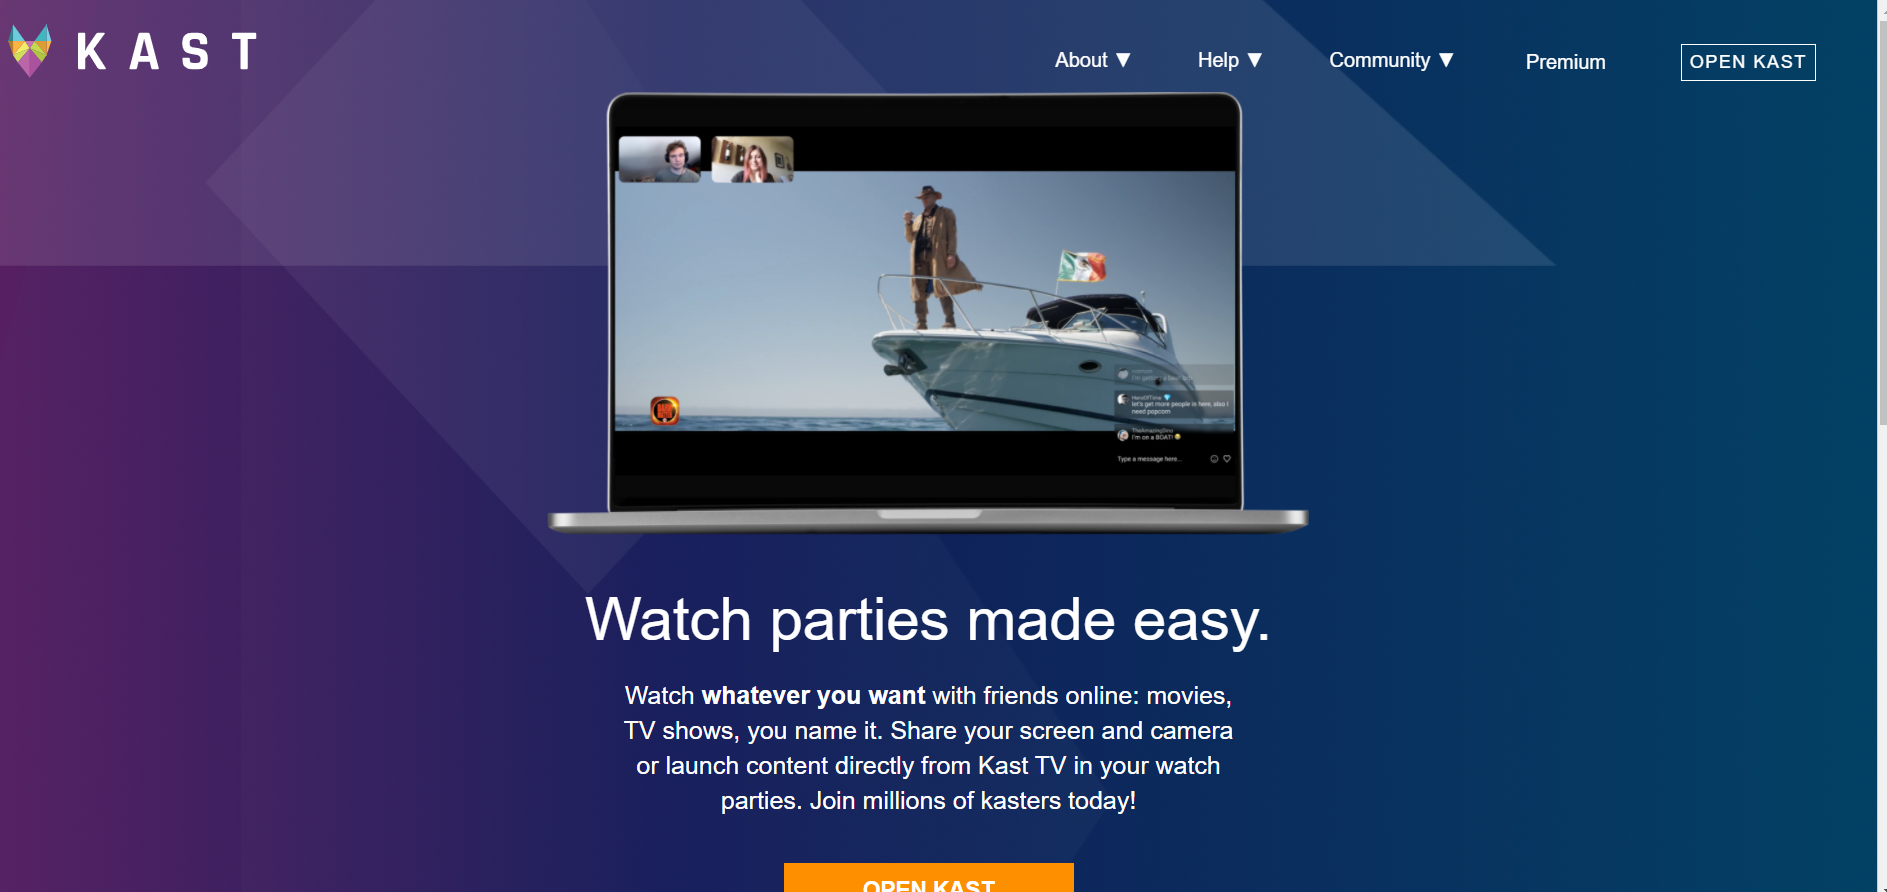 KAST
About ▼
Help ▼
Community ▼
Premium
OPEN KAST
HeroOfTime
let's get more people in here, also I
need popcorn
TheAmazingDino
I'm on a BOAT!
Type a message here...
Watch parties made easy.
Watch whatever you want with friends online: movies,
TV shows, you name it. Share your screen and camera
or launch content directly from Kast TV in your watch
parties. Join millions of kasters today!
OPEN KAST